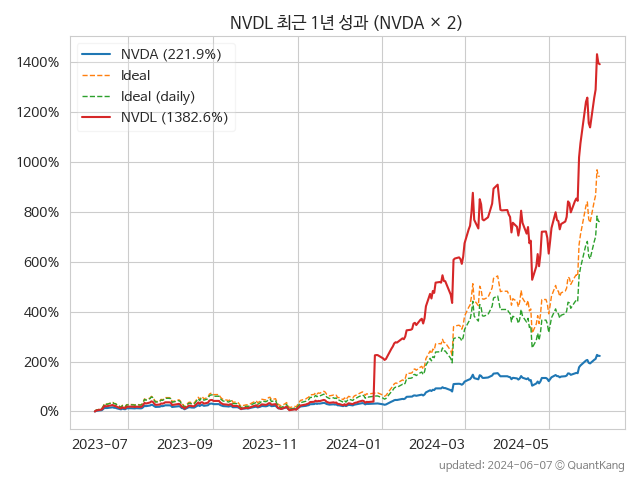 NVDL 최근 1년 성과 (NVDA × 2)
NVDA (221.9%)
Ideal
Ideal (daily)
NVDL (1382.6%)
1400%
1200%
1000%
800%
600%
400%
200%
0%
2023-07 2023-09 2023-11 2024-01 2024-03 2024-05
updated: 2024-06-07 © QuantKang